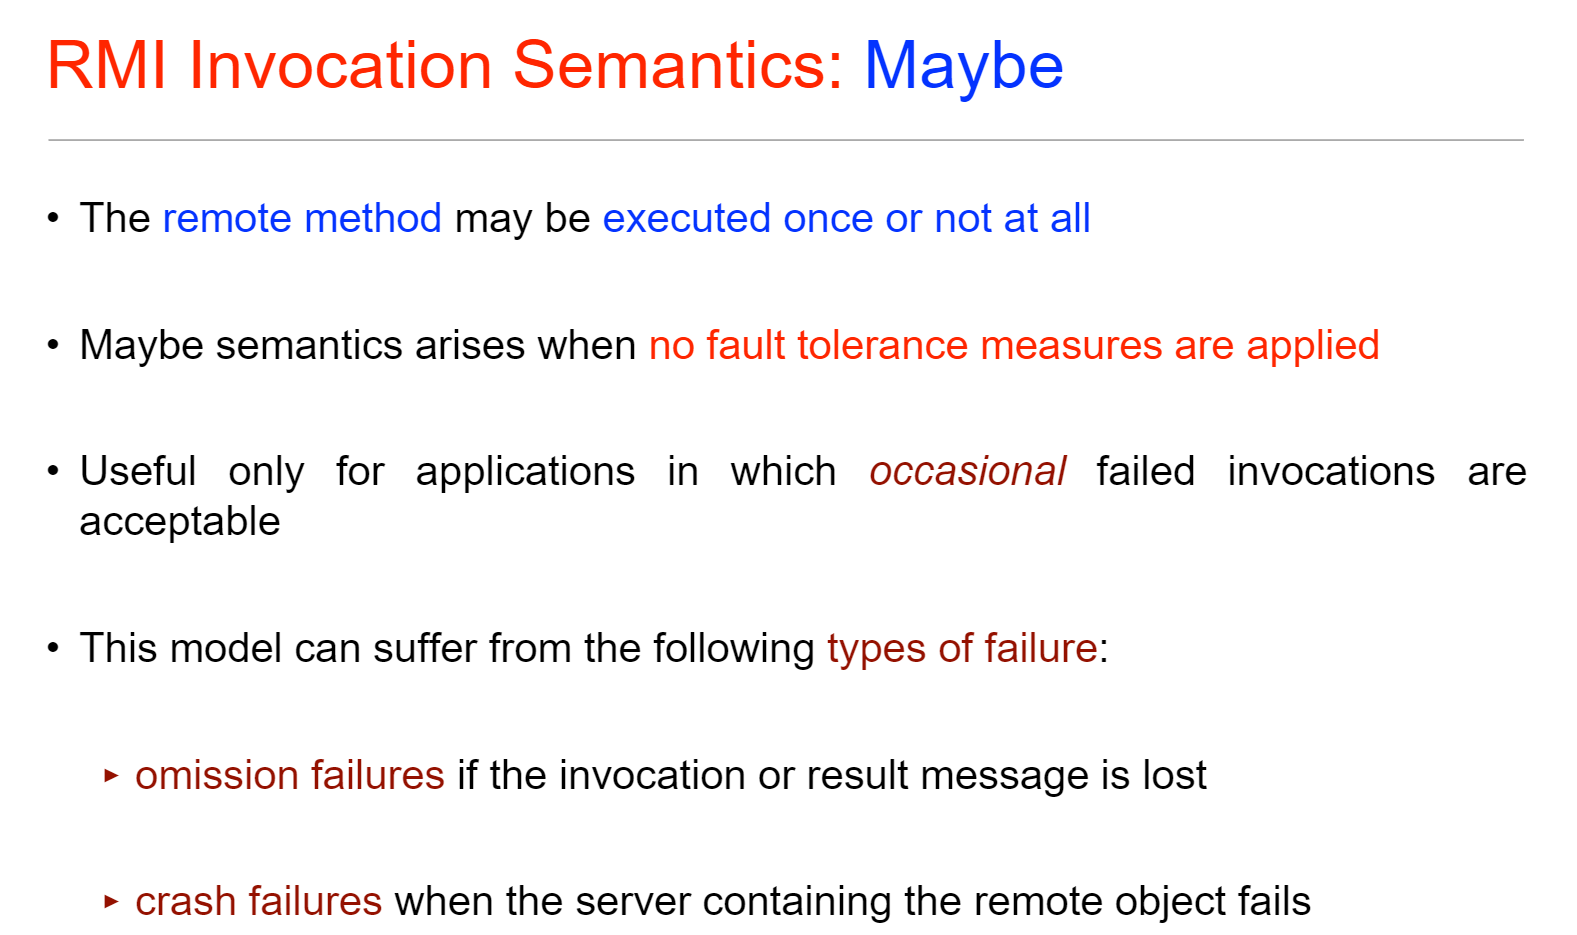 RMI Invocation Semantics: Maybe
• The remote method may be executed once or not at all
• Maybe semantics arises when no fault tolerance measures are applied
• Useful only for applications in which occasional failed invocations are
acceptable
• This model can suffer from the following types of failure:
‣ omission failures if the invocation or result message is lost
‣ crash failures when the server containing the remote object fails